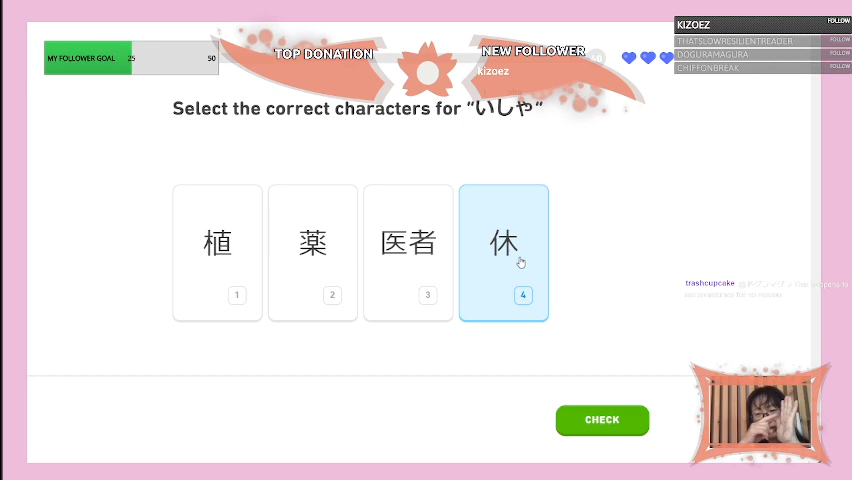 MY FOLLOWER GOAL 25 50
TOP DONATION
NEW FOLLOWER
kizoez
KIZOEZ FOLLOW
THATSLOWRESILIENTREADER FOLLOW
DOGURAMAGURA FOLLOW
CHIFFONBREAK FOLLOW
Select the correct characters for "いしゃ"
植
1
薬
2
医者
3
休
4
trashcupcake
CHECK